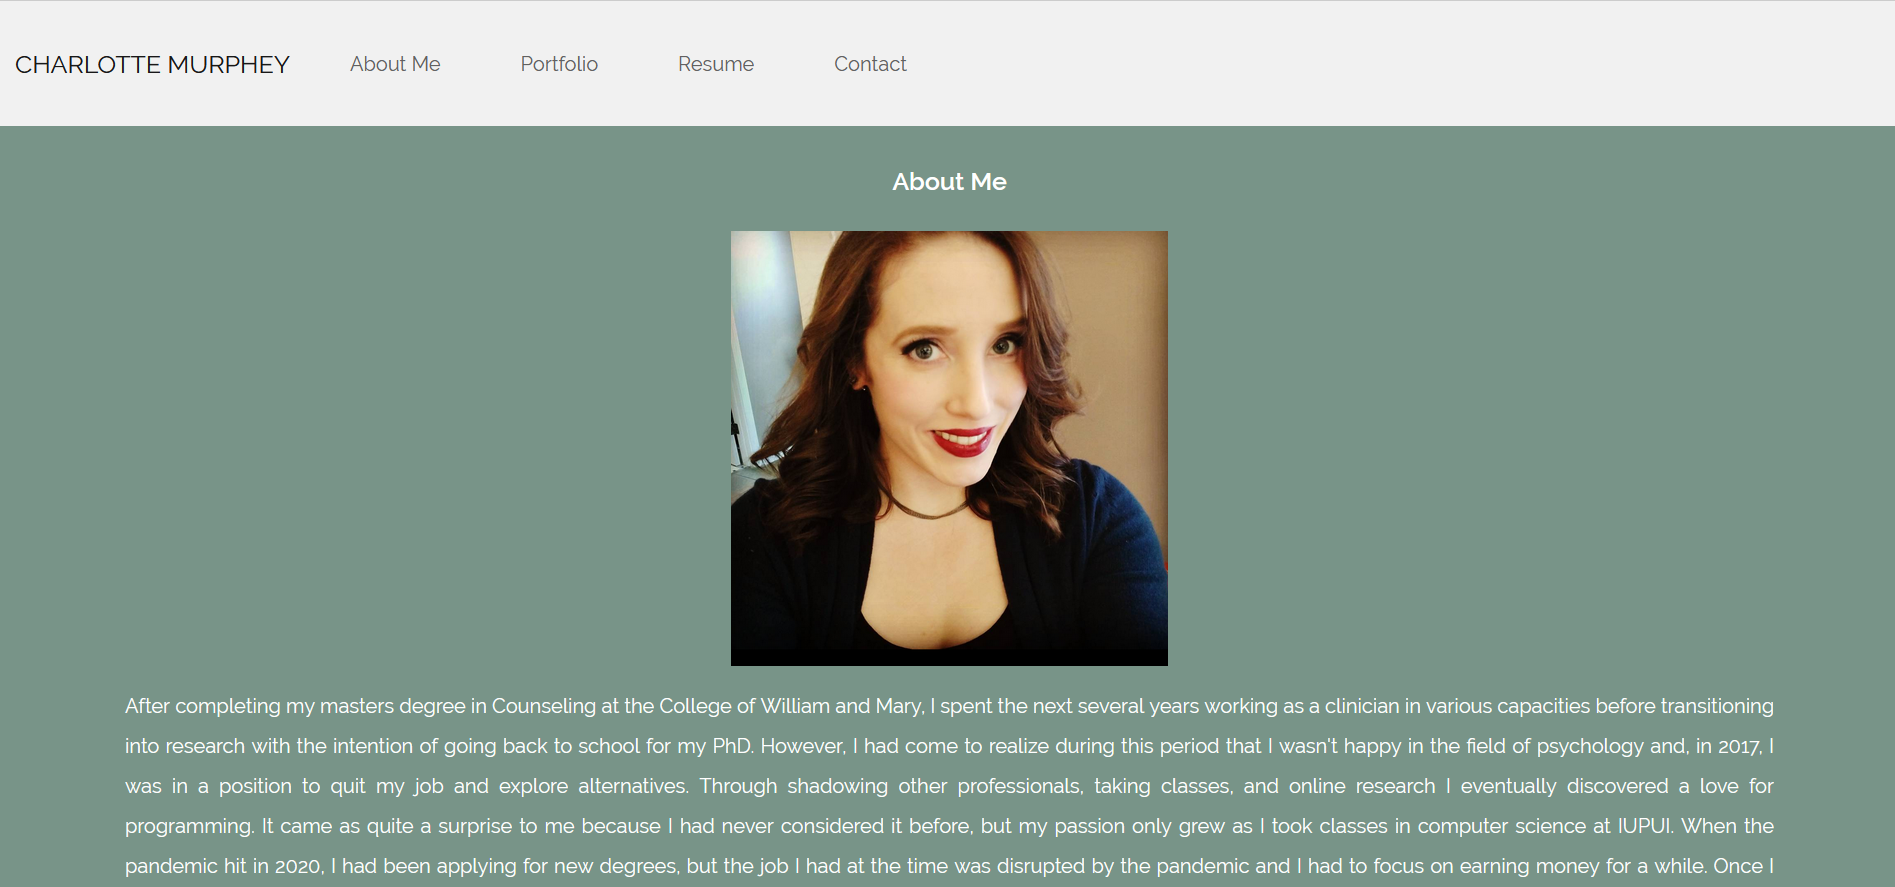 CHARLOTTE MURPHEY About Me Portfolio Resume Contact
About Me
After completing my masters degree in Counseling at the College of William and Mary, I spent the next several years working as a clinician in various capacities before transitioning
into research with the intention of going back to school for my PhD. However, I had come to realize during this period that I wasn't happy in the field of psychology and, in 2017, I
was in a position to quit my job and explore alternatives. Through shadowing other professionals, taking classes, and online research I eventually discovered a love for
programming. It came as quite a surprise to me because I had never considered it before, but my passion only grew as I took classes in computer science at IUPUI. When the
pandemic hit in 2020, I had been applying for new degrees, but the job I had at the time was disrupted by the pandemic and I had to focus on earning money for a while. Once I